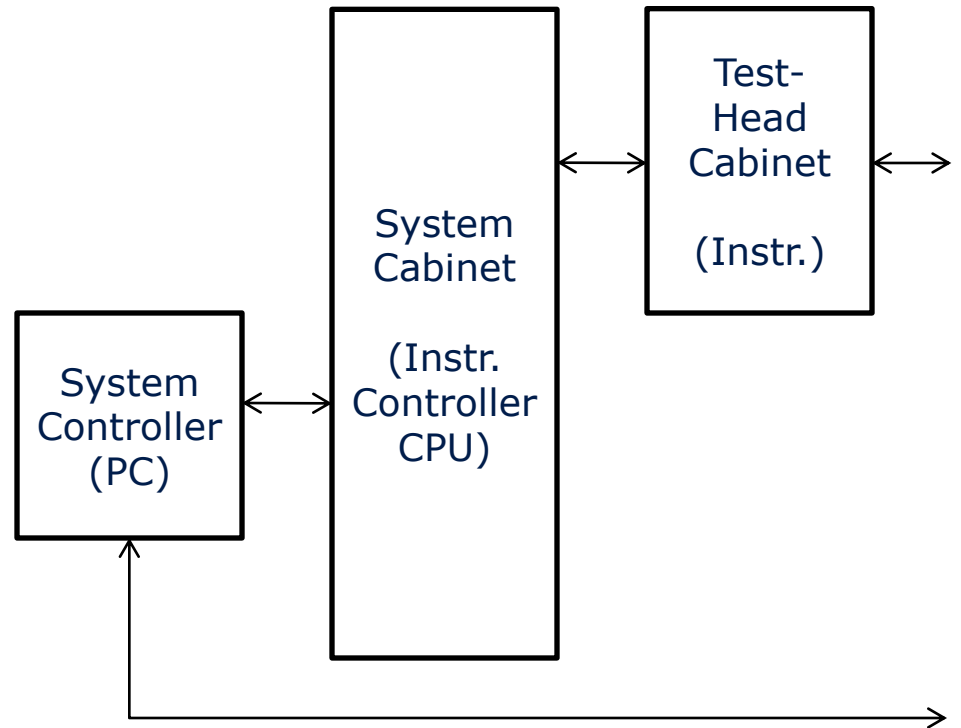 System
Controller
(PC)
System
Cabinet
(Instr.
Controller
CPU)
Test-
Head
Cabinet
(Instr.)